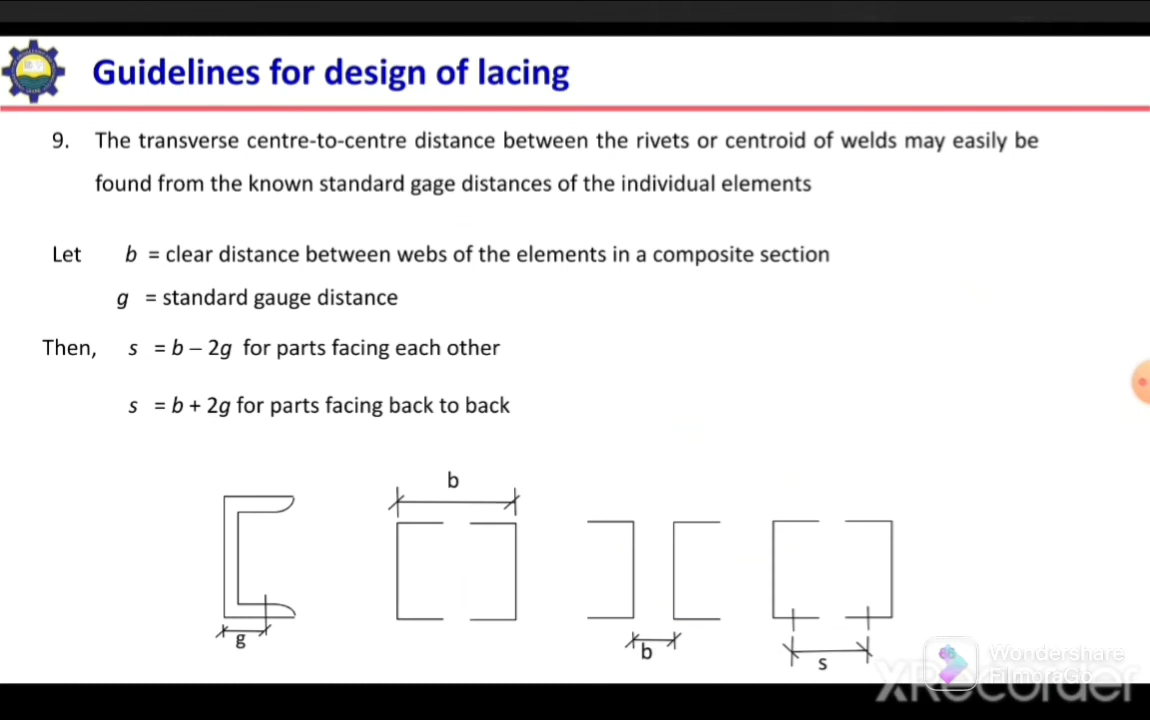 Guidelines for design of lacing
9. The transverse centre-to-centre distance between the rivets or centroid of welds may easily be
found from the known standard gage distances of the individual elements
Let b = clear distance between webs of the elements in a composite section
g = standard gauge distance
Then, s = b – 2g for parts facing each other
s = b + 2g for parts facing back to back
b
g
b
s
Wondershare
FilmoraGo
XRecorder